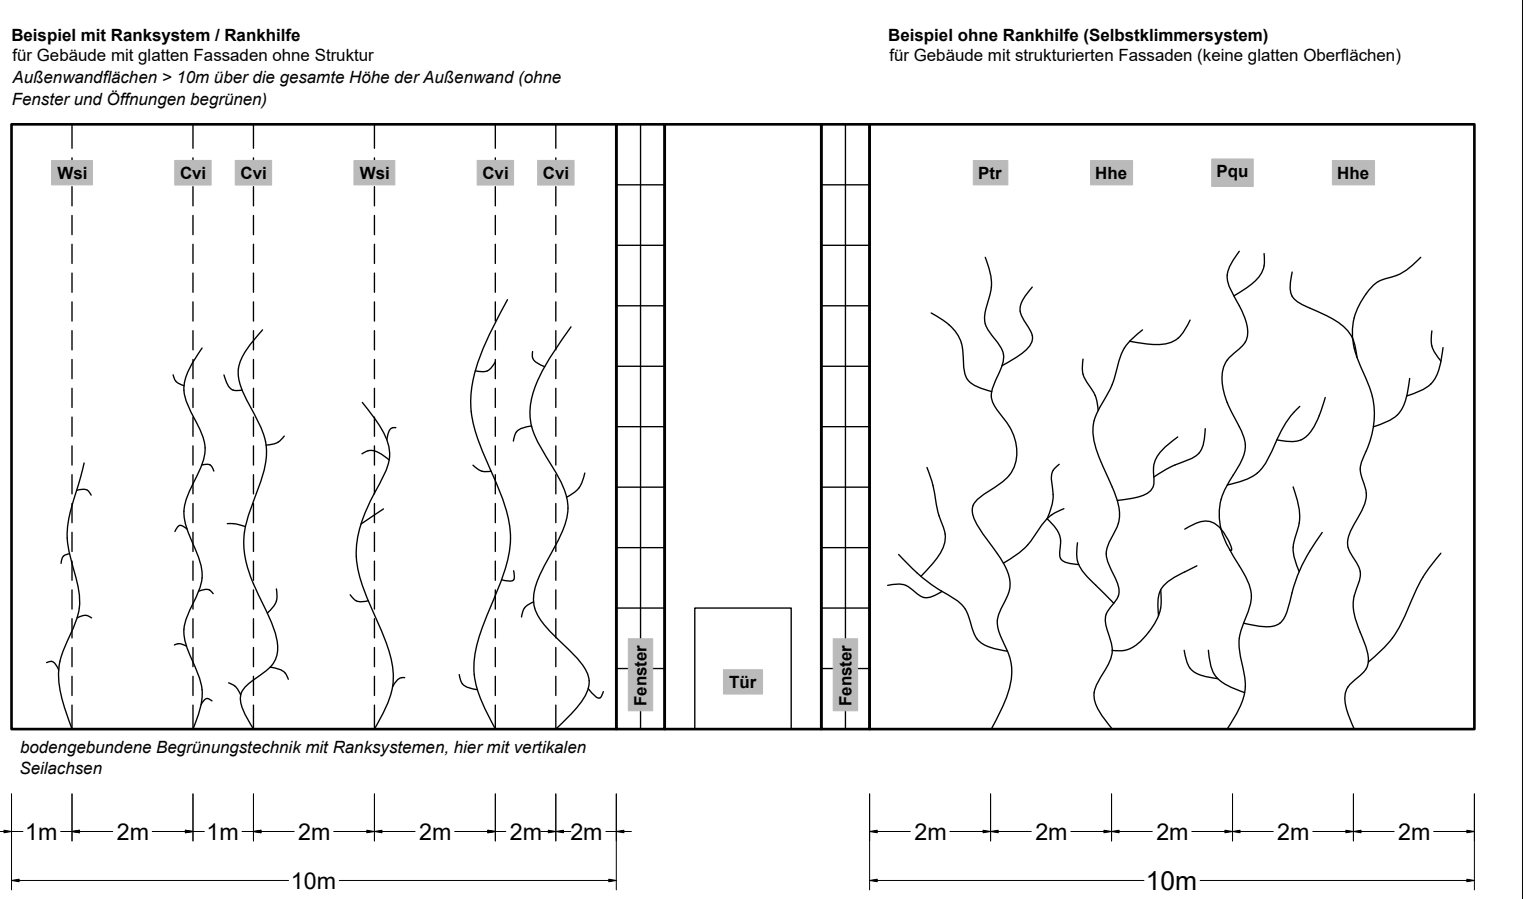 Beispiel mit Ranksystem / Rankhilfe
für Gebäude mit glatten Fassaden ohne Struktur
Außenwandflächen > 10m über die gesamte Höhe der Außenwand (ohne
Fenster und Öffnungen begrünen)
Beispiel ohne Rankhilfe (Selbstklimmersystem)
für Gebäude mit strukturierten Fassaden (keine glatten Oberflächen)
Wsi Cvi Cvi Wsi Cvi Cvi
Ptr Hhe Pqu Hhe
Fenster
Tür
Fenster
bodengebundene Begrünungstechnik mit Ranksystemen, hier mit vertikalen
Seilachsen
1m 2m 1m 2m 2m 2m 2m
10m
2m 2m 2m 2m 2m
10m